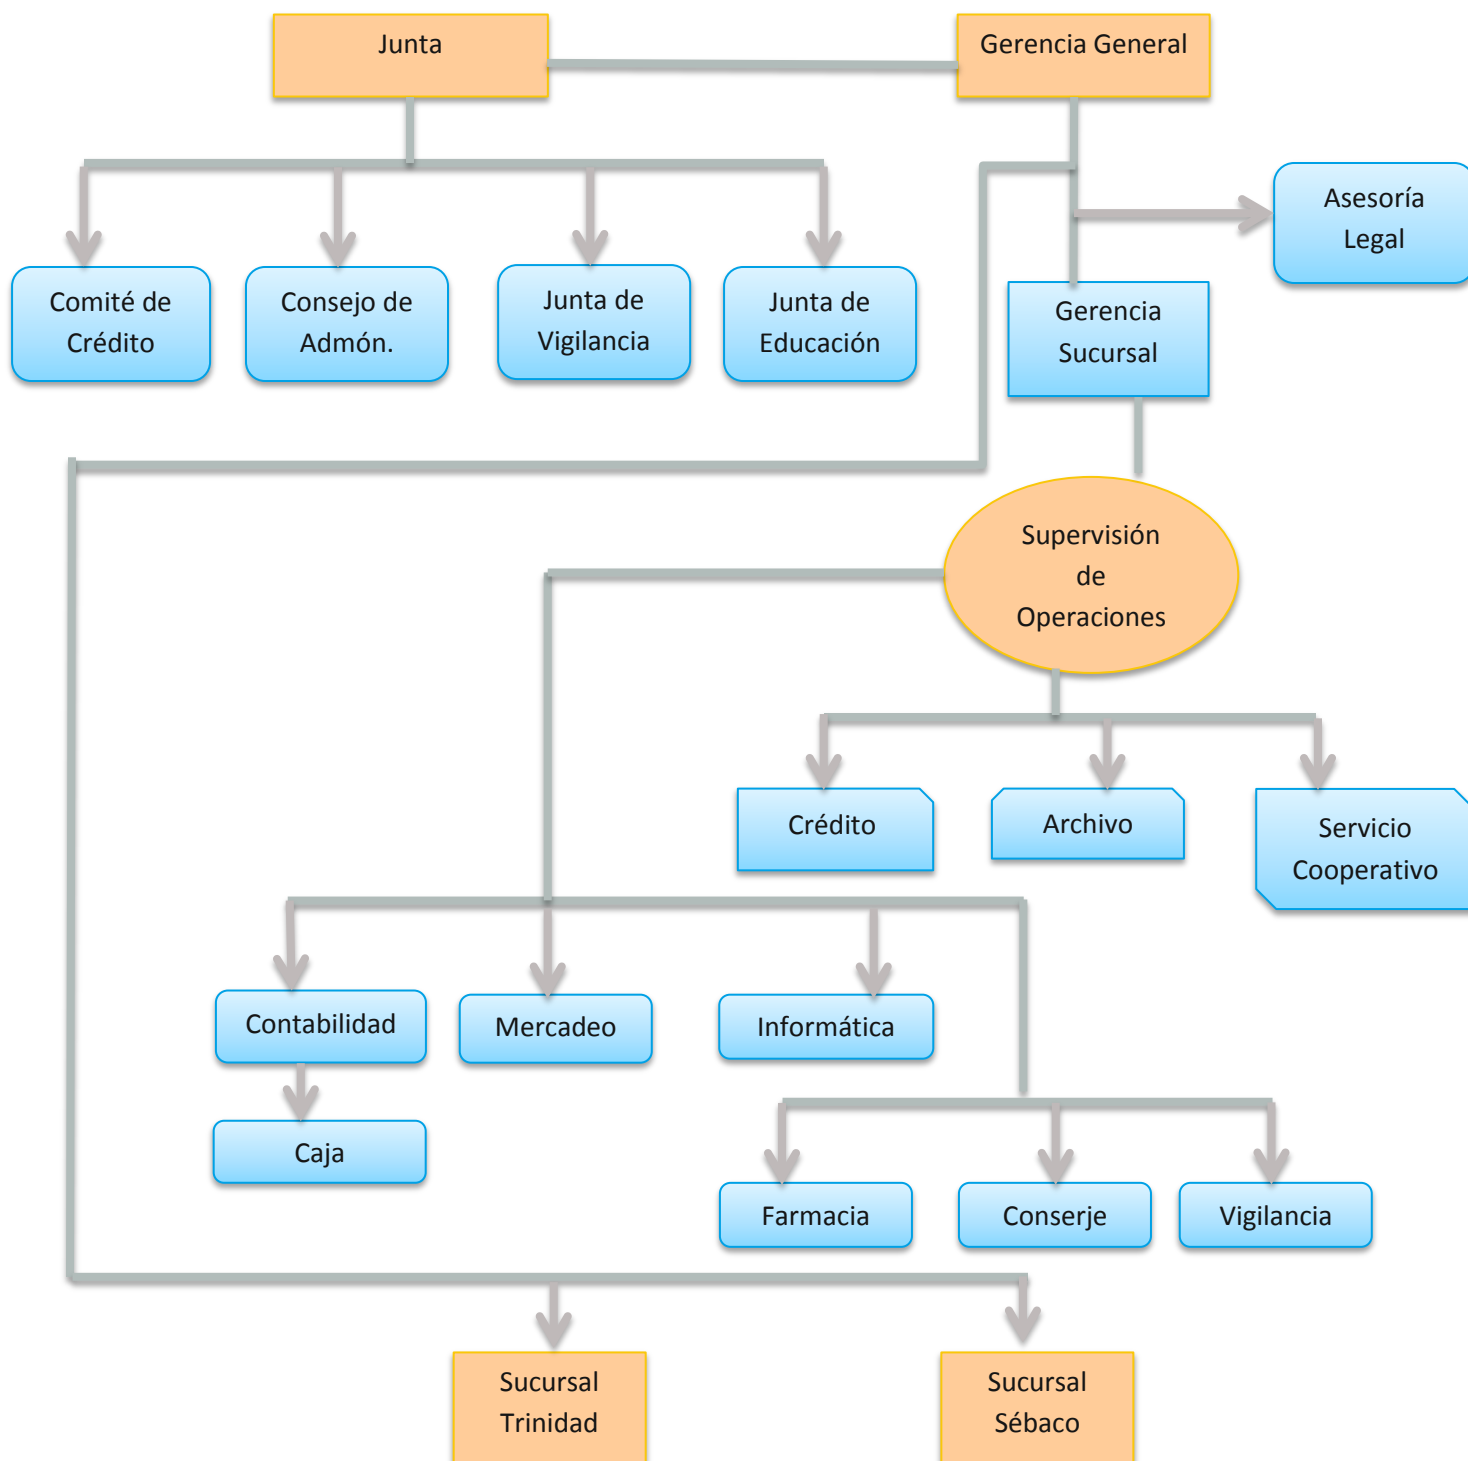 Junta
Gerencia General
Asesoría
Legal
Comité de
Crédito
Consejo de
Admón.
Junta de
Vigilancia
Junta de
Educación
Gerencia
Sucursal
Supervisión
de
Operaciones
Crédito
Archivo
Servicio
Cooperativo
Contabilidad
Mercadeo
Informática
Caja
Farmacia
Conserje
Vigilancia
Sucursal
Trinidad
Sucursal
Sébaco